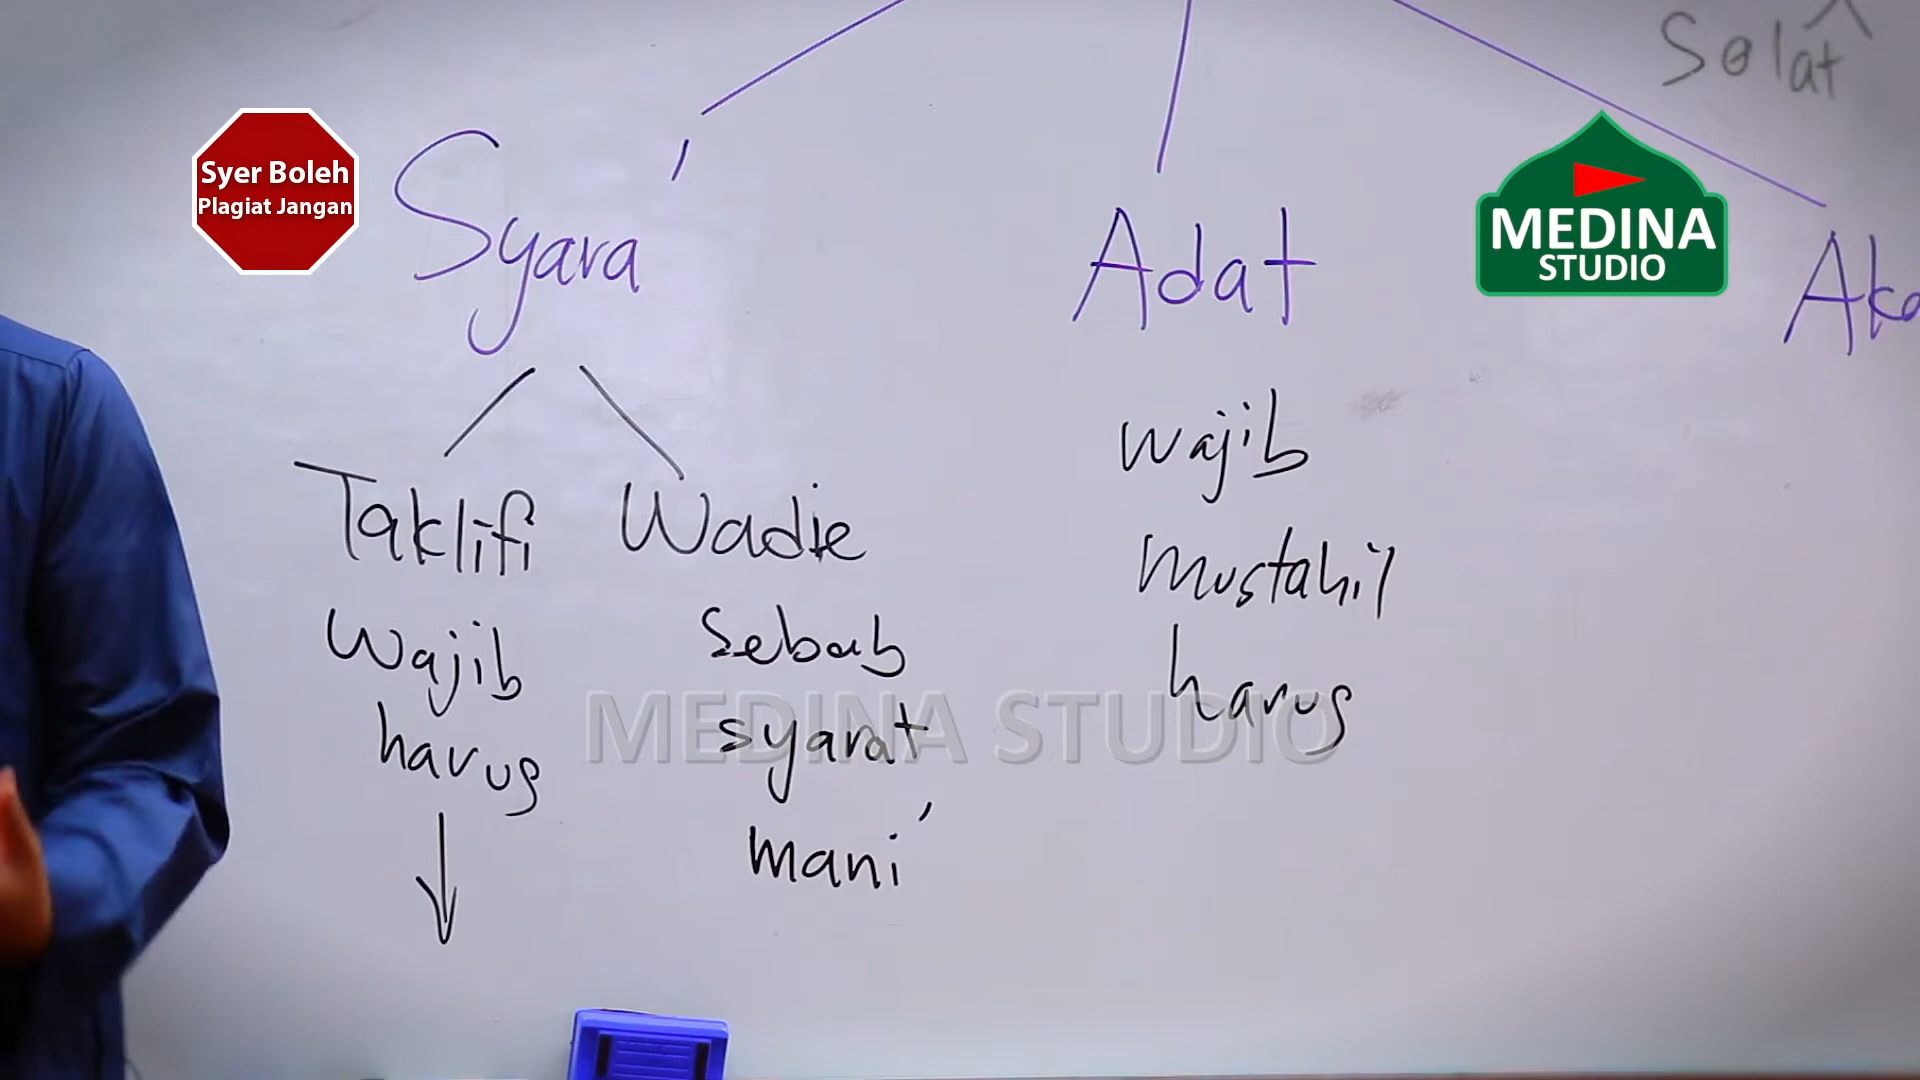 Solat
Syer Boleh
Plagiat Jangan
Syara'
Adat
MEDINA
STUDIO
Aka
Taklifi
Wadie
wajib
mustahil
harus
Wajib
harus
sebab
syarat
mani'
MEDINA STUDIO